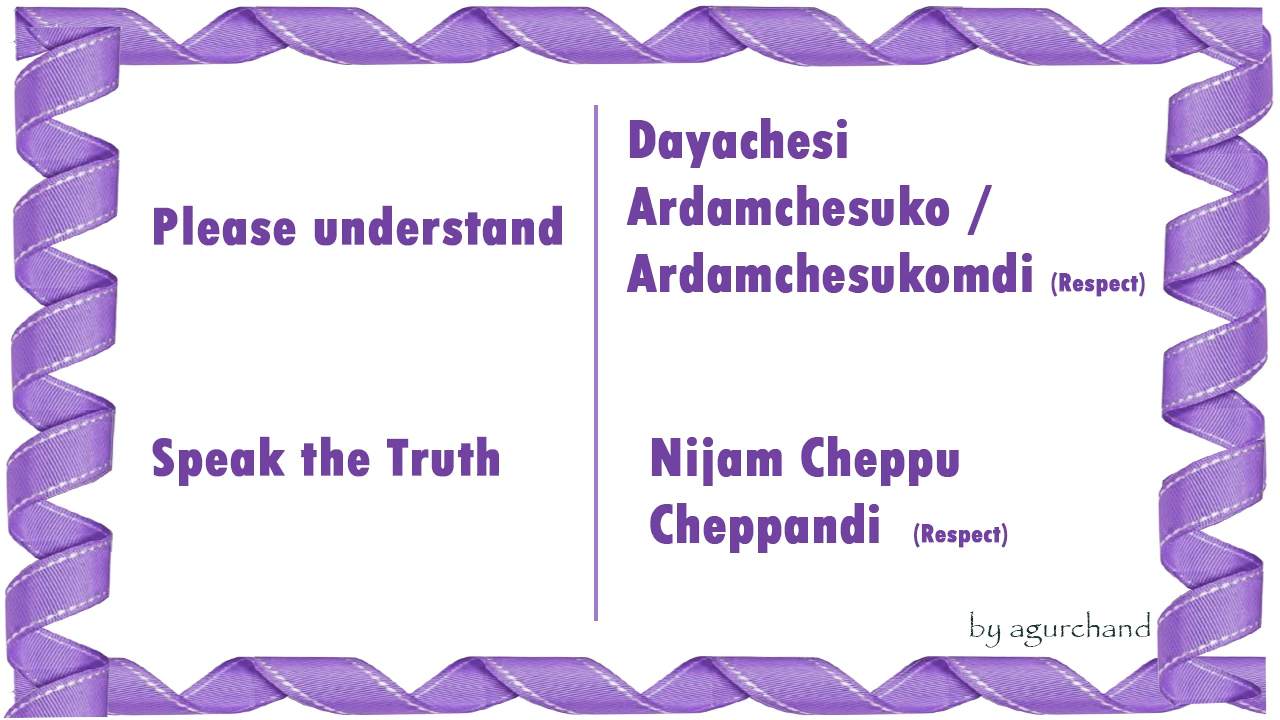 Please understand
Dayachesi
Ardamchesuko /
Ardamchesukomdi (Respect)
Speak the Truth
Nijam Cheppu
Cheppandi (Respect)
by agurchand